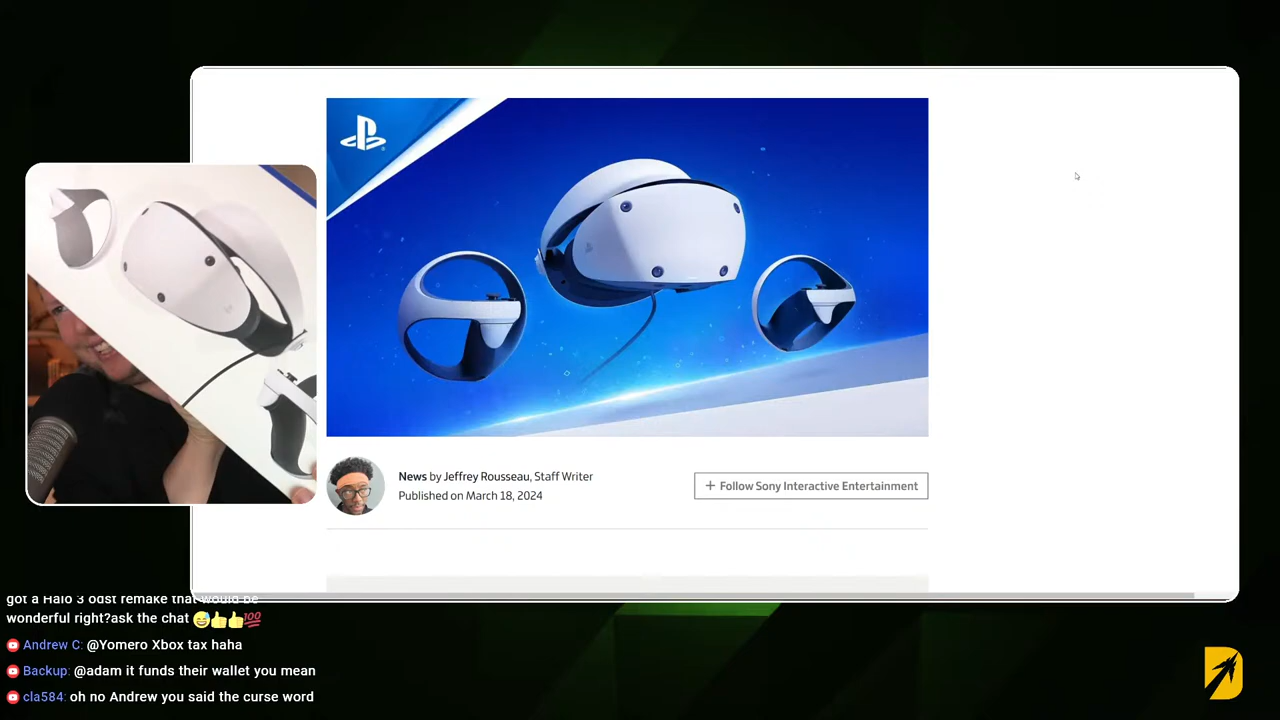 News by Jeffrey Rousseau, Staff Writer
Published on March 18, 2024
+ Follow Sony Interactive Entertainment
got a Halo 3 odst remake that would be
wonderful right?ask the chat 😅👍👍💯
Andrew C: @Yomero Xbox tax haha
Backup: @adam it funds their wallet you mean
cla584: oh no Andrew you said the curse word